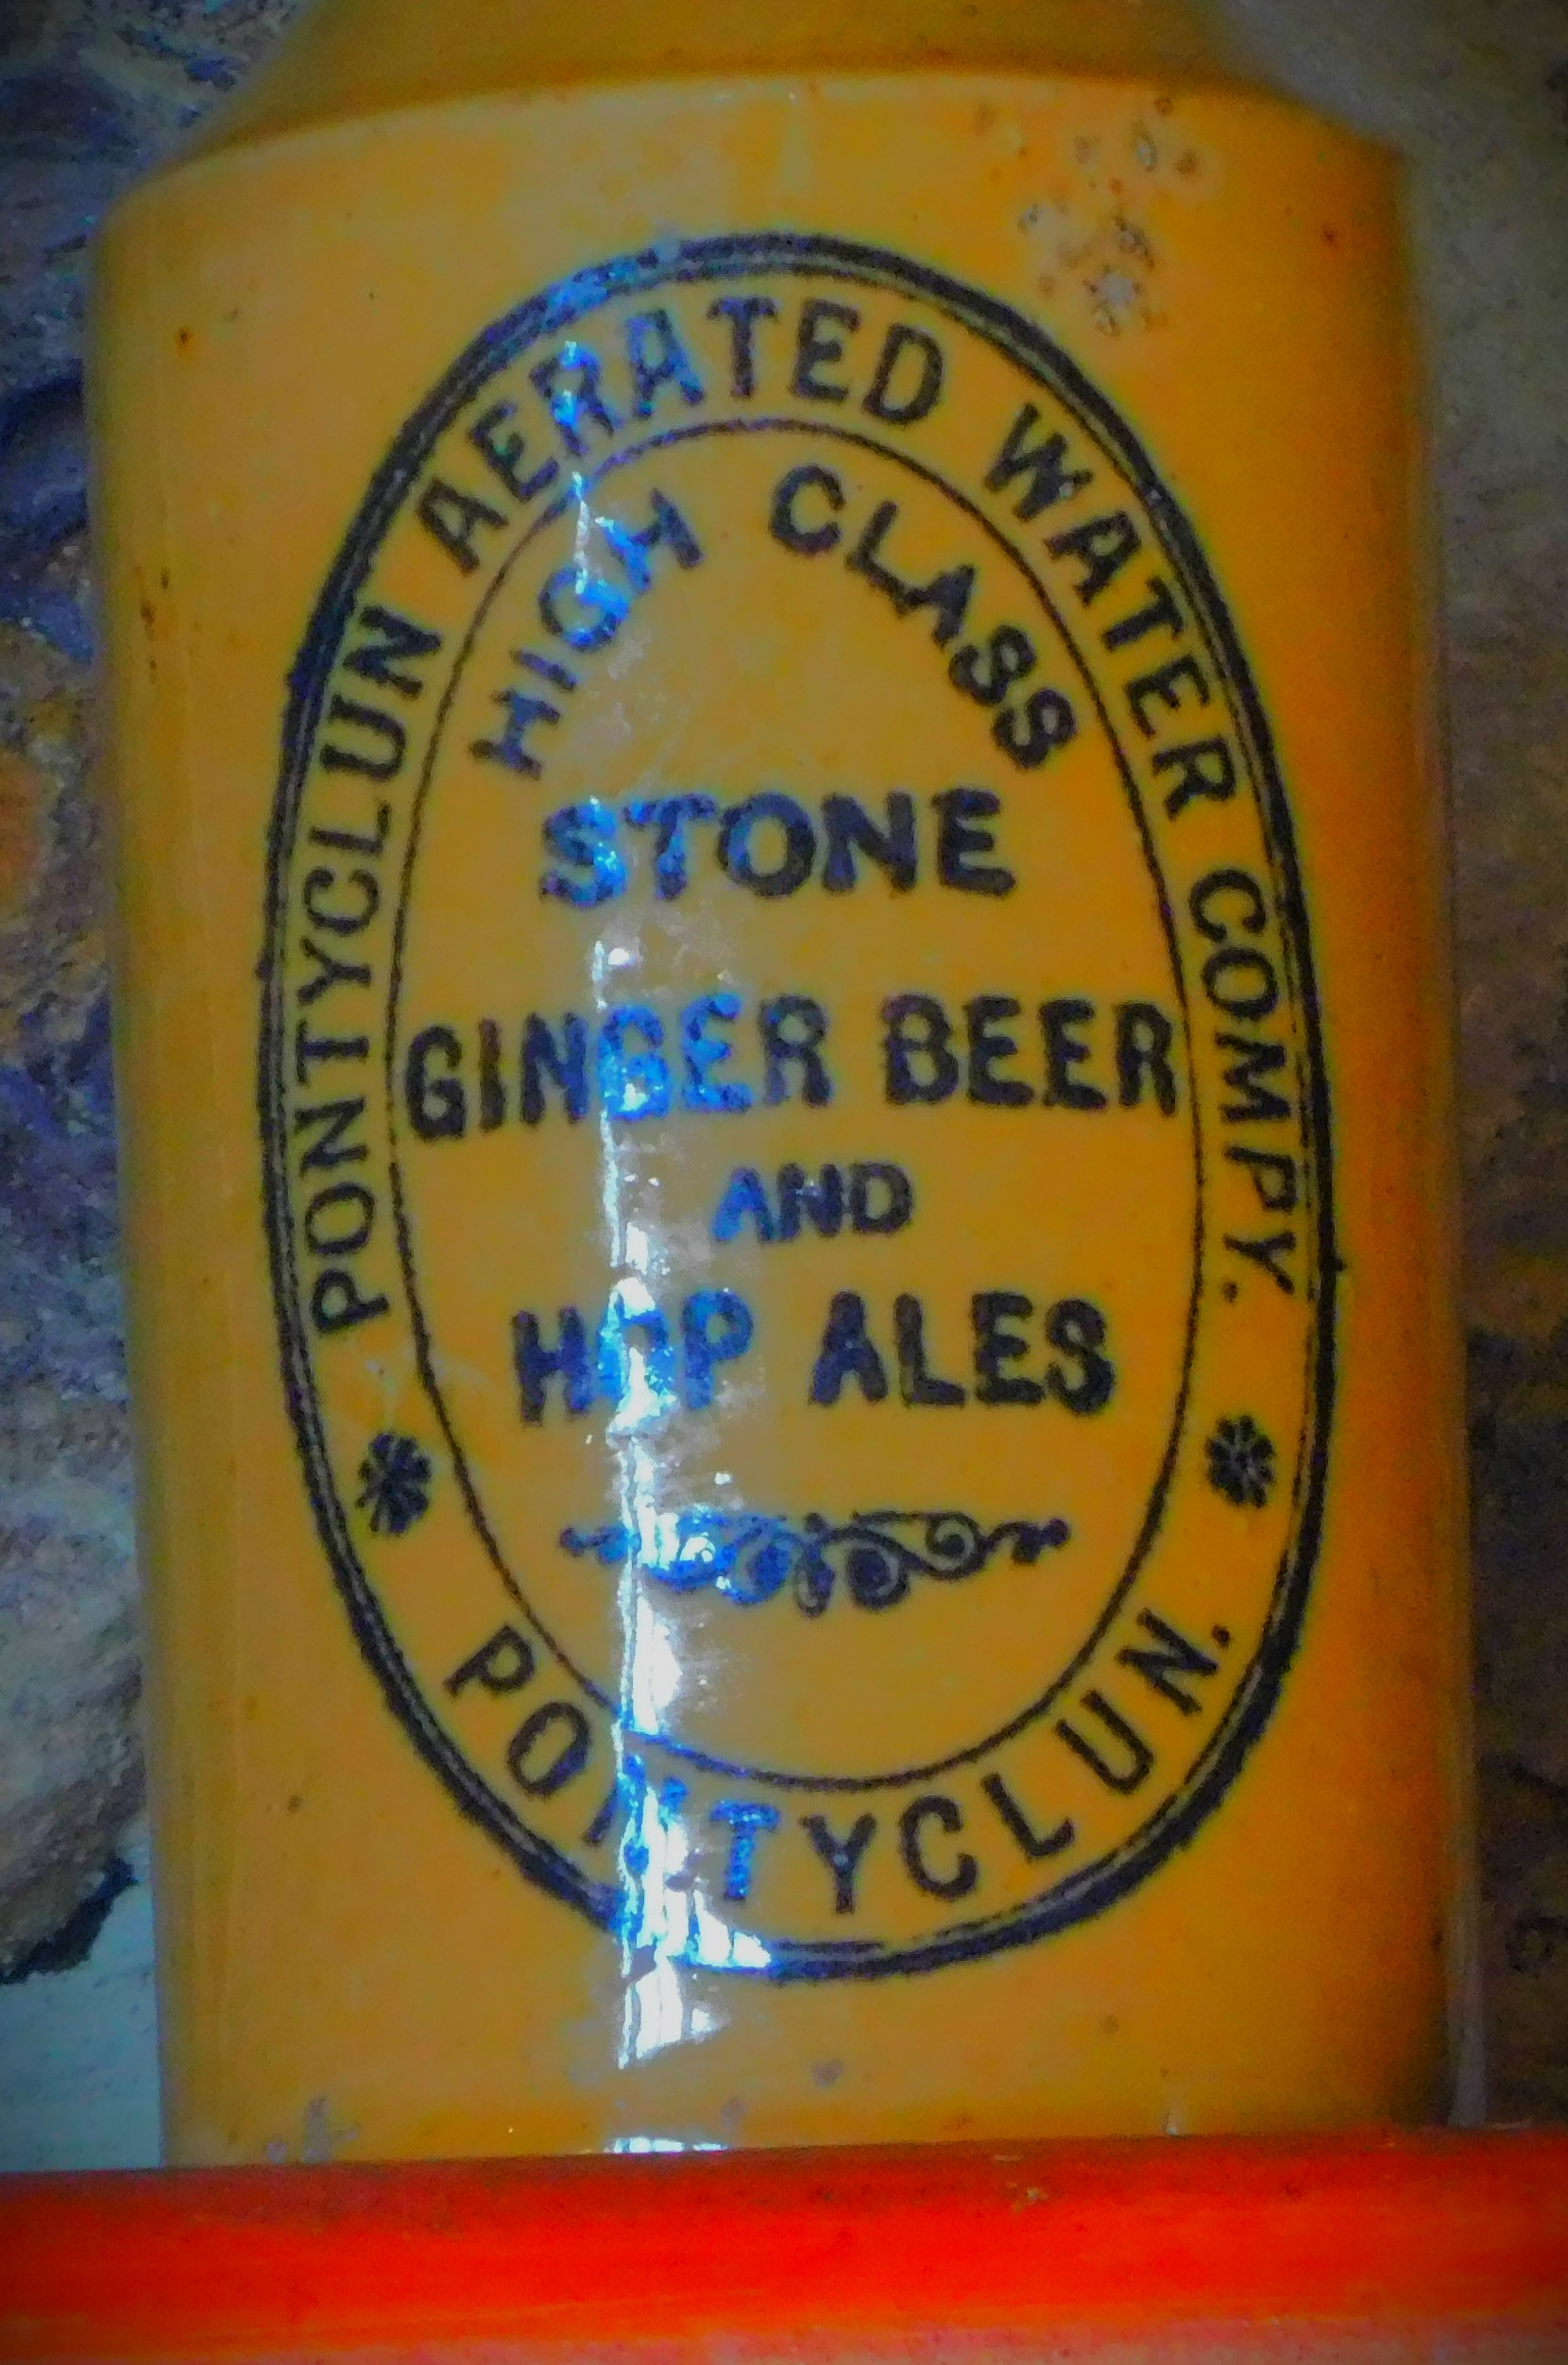 PONTYCLUN AERATED WATER COMPY.
HIGH CLASS
STONE
GINGER BEER
AND
HOP ALES
PONTYCLUN.